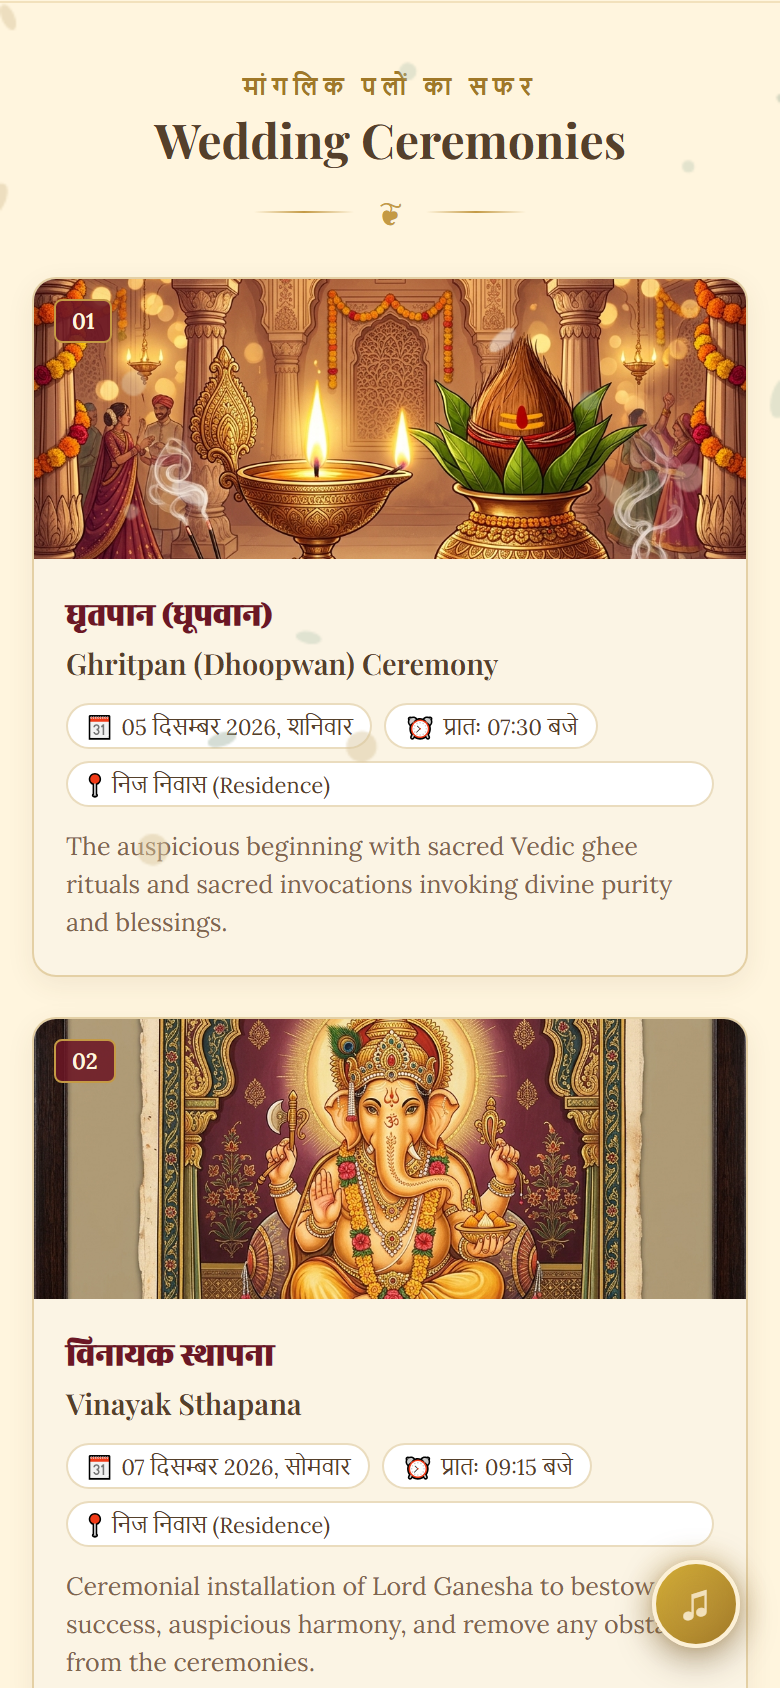 मांगलिक पलों का सफर
Wedding Ceremonies
01
घृतपान (धूपवान)
Ghritpan (Dhoopwan) Ceremony
05 दिसम्बर 2026, शनिवार
प्रातः 07:30 बजे
निज निवास (Residence)
The auspicious beginning with sacred Vedic ghee
rituals and sacred invocations invoking divine purity
and blessings.
02
विनायक स्थापना
Vinayak Sthapana
07 दिसम्बर 2026, सोमवार
प्रातः 09:15 बजे
निज निवास (Residence)
Ceremonial installation of Lord Ganesha to bestow
success, auspicious harmony, and remove any
from the ceremonies.